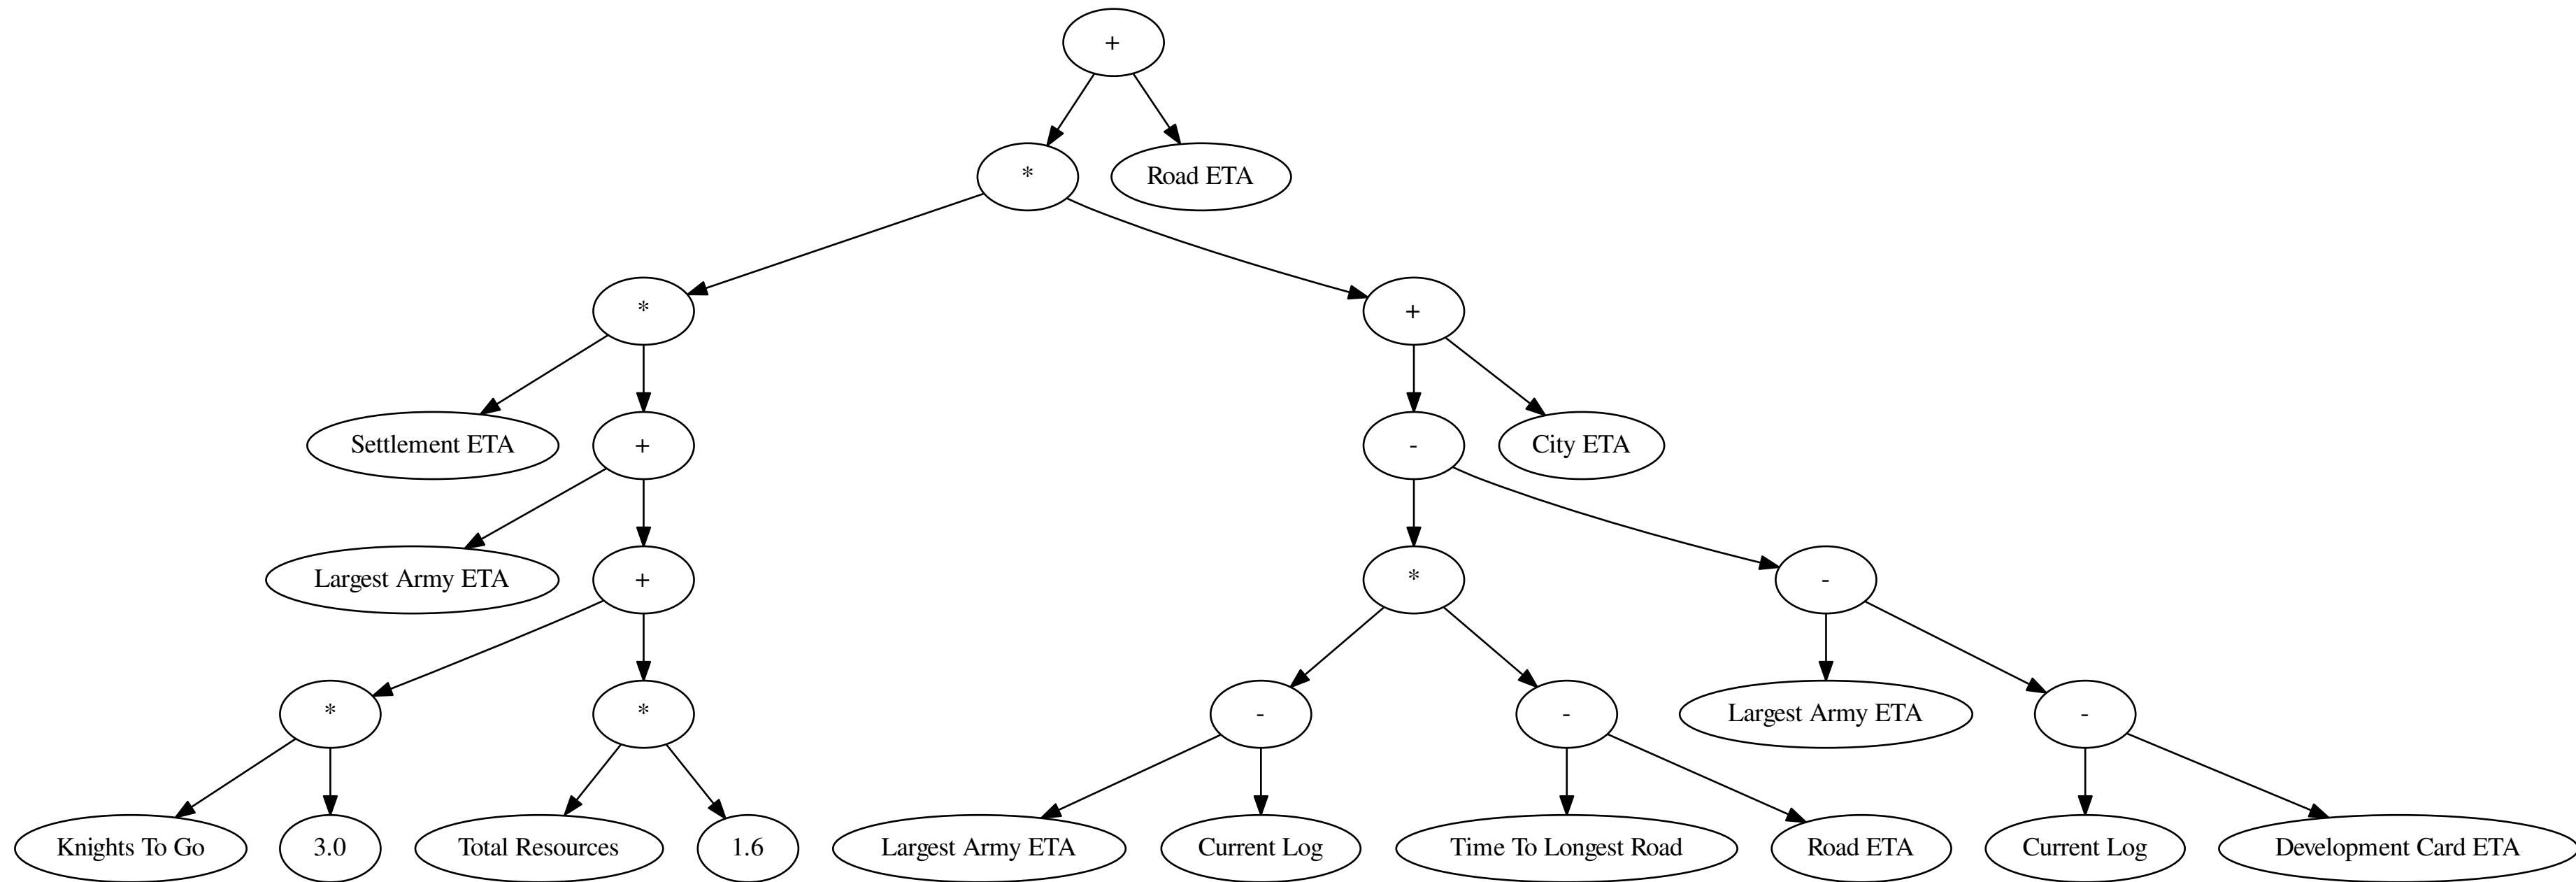 +
*
Road ETA
*
+
Settlement ETA
+
-
City ETA
Largest Army ETA
+
*
-
*
*
-
-
Largest Army ETA
-
Knights To Go
3.0
Total Resources
1.6
Largest Army ETA
Current Log
Time To Longest Road
Road ETA
Current Log
Development Card ETA